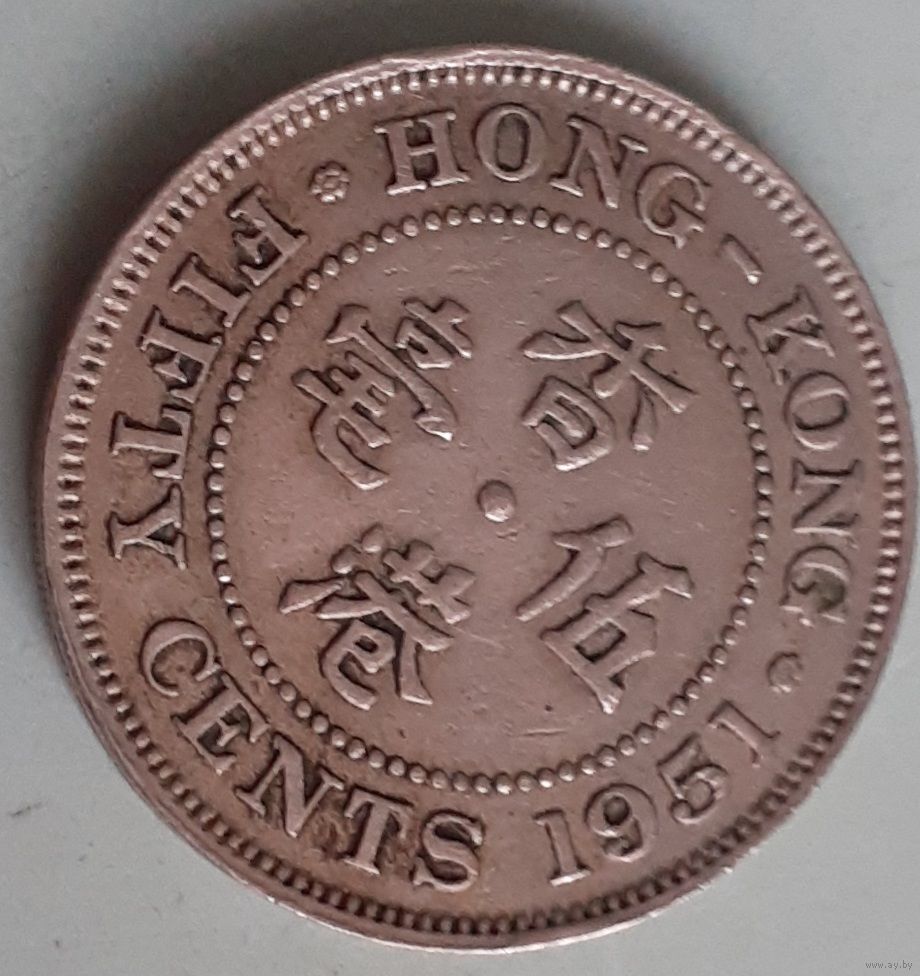 HONG-KONG
FIFTY CENTS 1951
香港
伍毫
www.ay.by